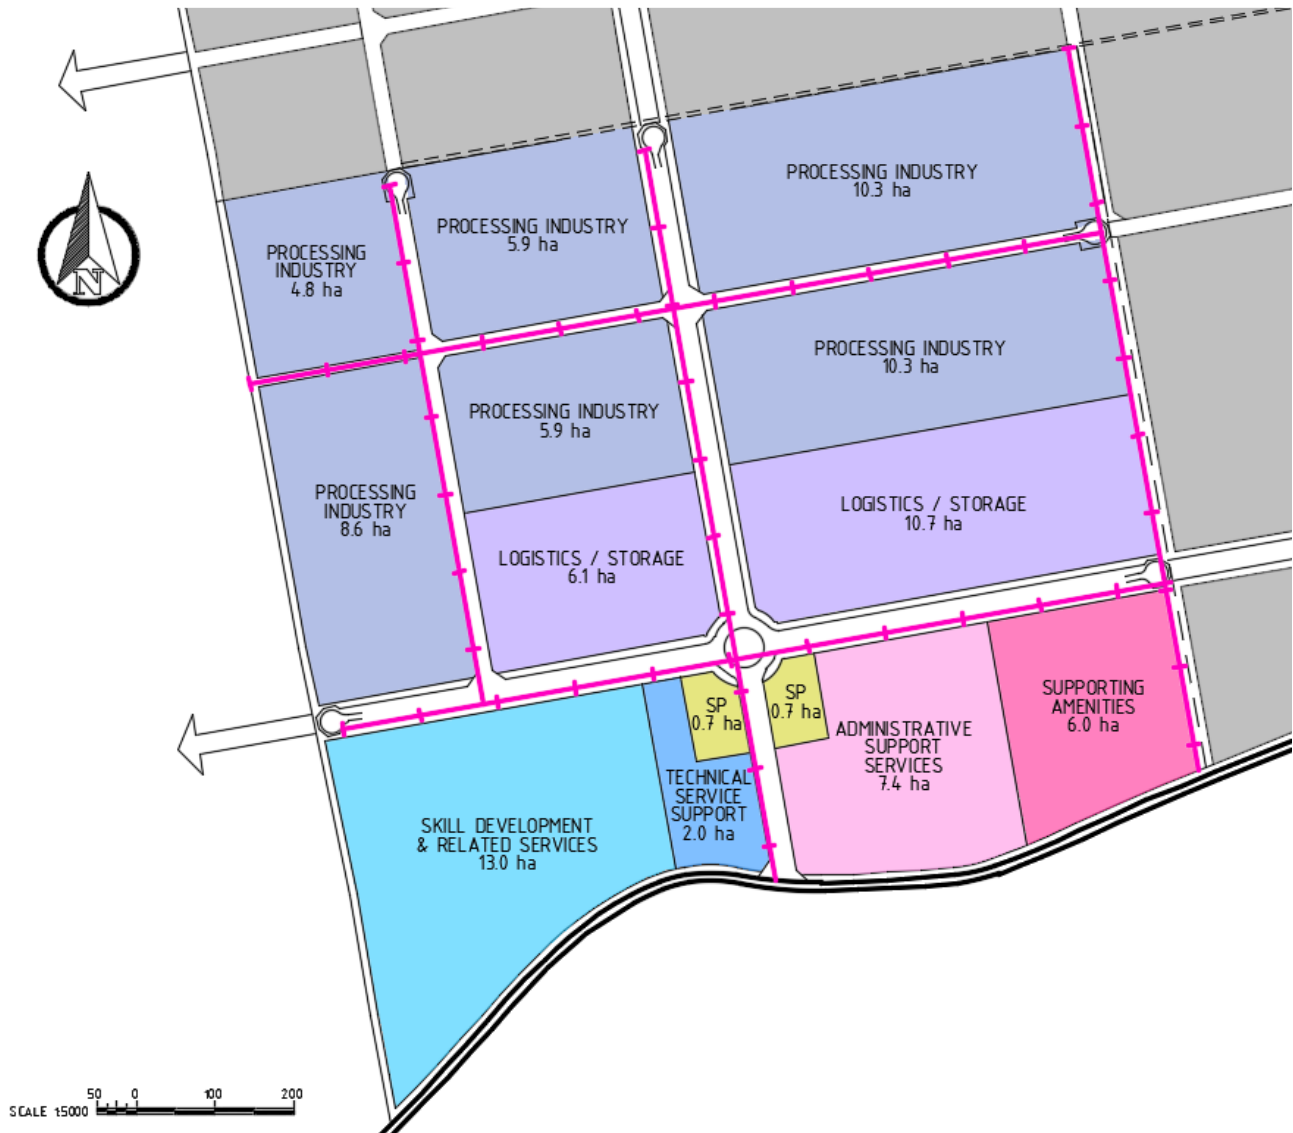 PROCESSING INDUSTRY
10.3 ha
PROCESSING INDUSTRY
5.9 ha
PROCESSING
INDUSTRY
4.8 ha
N
PROCESSING INDUSTRY
10.3 ha
PROCESSING INDUSTRY
5.9 ha
PROCESSING
INDUSTRY
8.6 ha
LOGISTICS / STORAGE
10.7 ha
LOGISTICS / STORAGE
6.1 ha
SP
0.7 ha
SP
0.7 ha
SUPPORTING
AMENITIES
6.0 ha
ADMINISTRATIVE
SUPPORT
SERVICES
7.4 ha
TECHNICAL
SERVICE
SUPPORT
2.0 ha
SKILL DEVELOPMENT
& RELATED SERVICES
13.0 ha
50 0 100 200
SCALE 1:5000